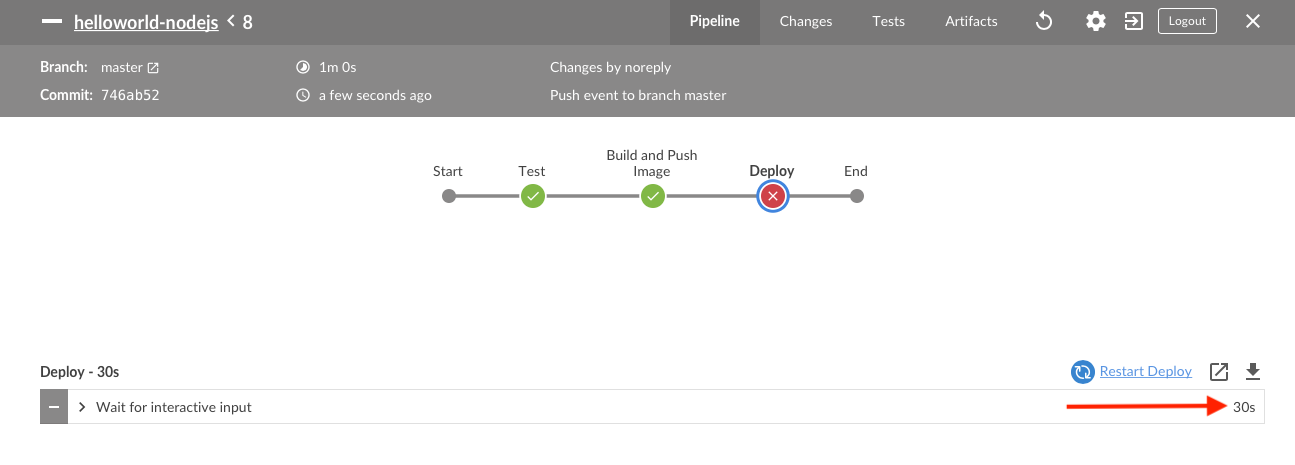 helloworld-nodejs < 8
Pipeline
Changes
Tests
Artifacts
Logout
Branch: master
1m 0s
Changes by noreply
Commit: 746ab52
a few seconds ago
Push event to branch master
Start
Test
Build and Push
Image
Deploy
End
Deploy - 30s
Restart Deploy
Wait for interactive input
30s